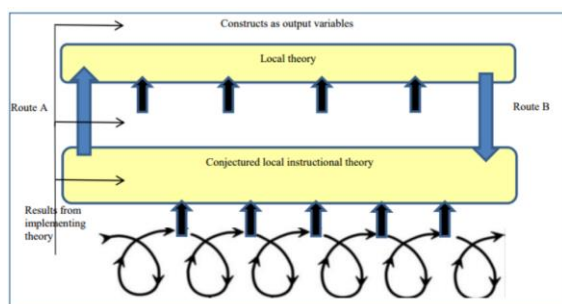 Constructs as output variables
Local theory
Route A
Route B
Conjectured local instructional theory
Results from
implementing
theory